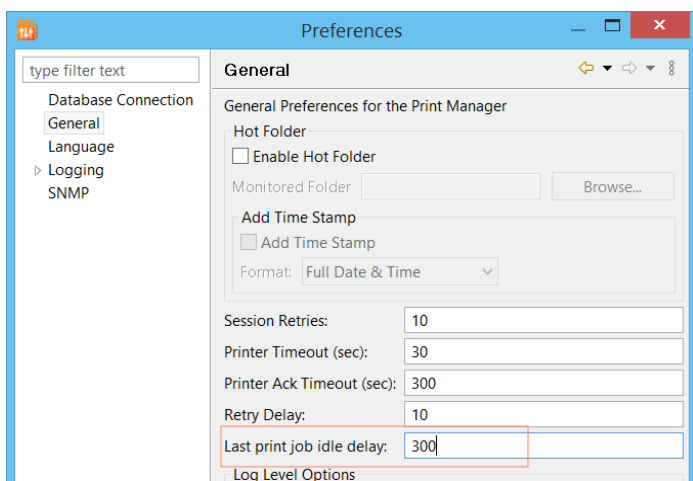 Preferences
type filter text
Database Connection
General
Language
Logging
SNMP
General
General Preferences for the Print Manager
Hot Folder
Enable Hot Folder
Monitored Folder
Browse...
Add Time Stamp
Add Time Stamp
Format: Full Date & Time
Session Retries: 10
Printer Timeout (sec): 30
Printer Ack Timeout (sec): 300
Retry Delay: 10
Last print job idle delay: 300
Log Level Options